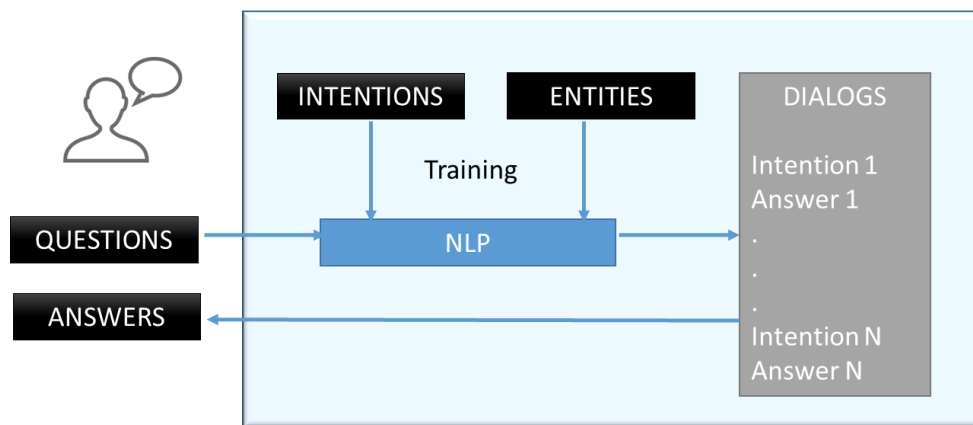 INTENTIONS
ENTITIES
Training
QUESTIONS
NLP
ANSWERS
DIALOGS
Intention 1
Answer 1
.
.
.
Intention N
Answer N